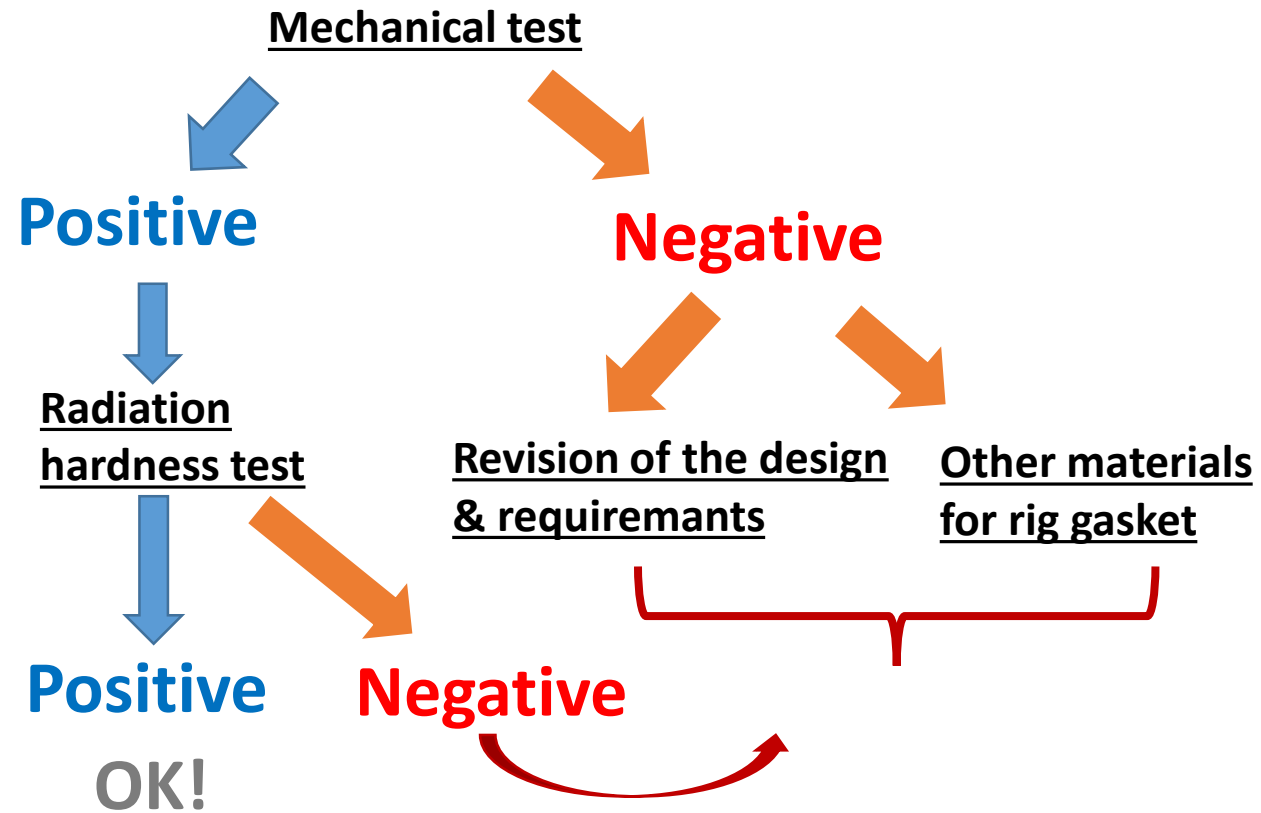 Mechanical test
Positive
Negative
Radiation
hardness test
Revision of the design
& requiremants
Other materials
for rig gasket
Positive
Negative
OK!